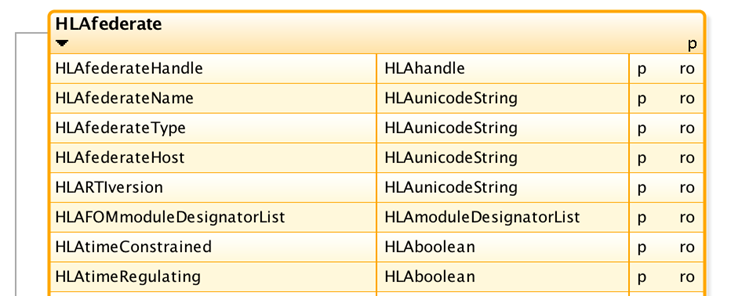 HLAfederate
p
HLAfederateHandle HLAhandle p ro
HLAfederateName HLAunicodeString p ro
HLAfederateType HLAunicodeString p ro
HLAfederateHost HLAunicodeString p ro
HLARTIversion HLAunicodeString p ro
HLAFOMmoduleDesignatorList HLAmoduleDesignatorList p ro
HLAtimeConstrained HLAboolean p ro
HLAtimeRegulating HLAboolean p ro